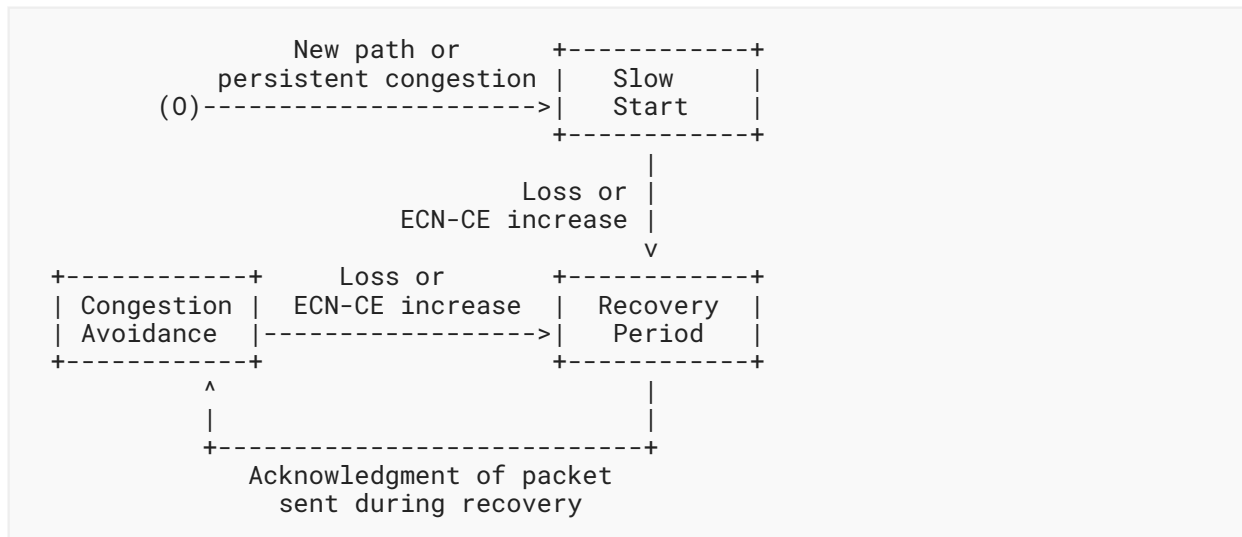 New path or      +------------+
persistent congestion |   Slow     |
(O)---------------------->|   Start    |
+------------+
|
Loss or |
ECN-CE increase |
v
+------------+     Loss or       +------------+
| Congestion |  ECN-CE increase  |  Recovery  |
| Avoidance  |------------------>|   Period   |
+------------+                   +------------+
^                            |
|                            |
+----------------------------+
Acknowledgment of packet
sent during recovery